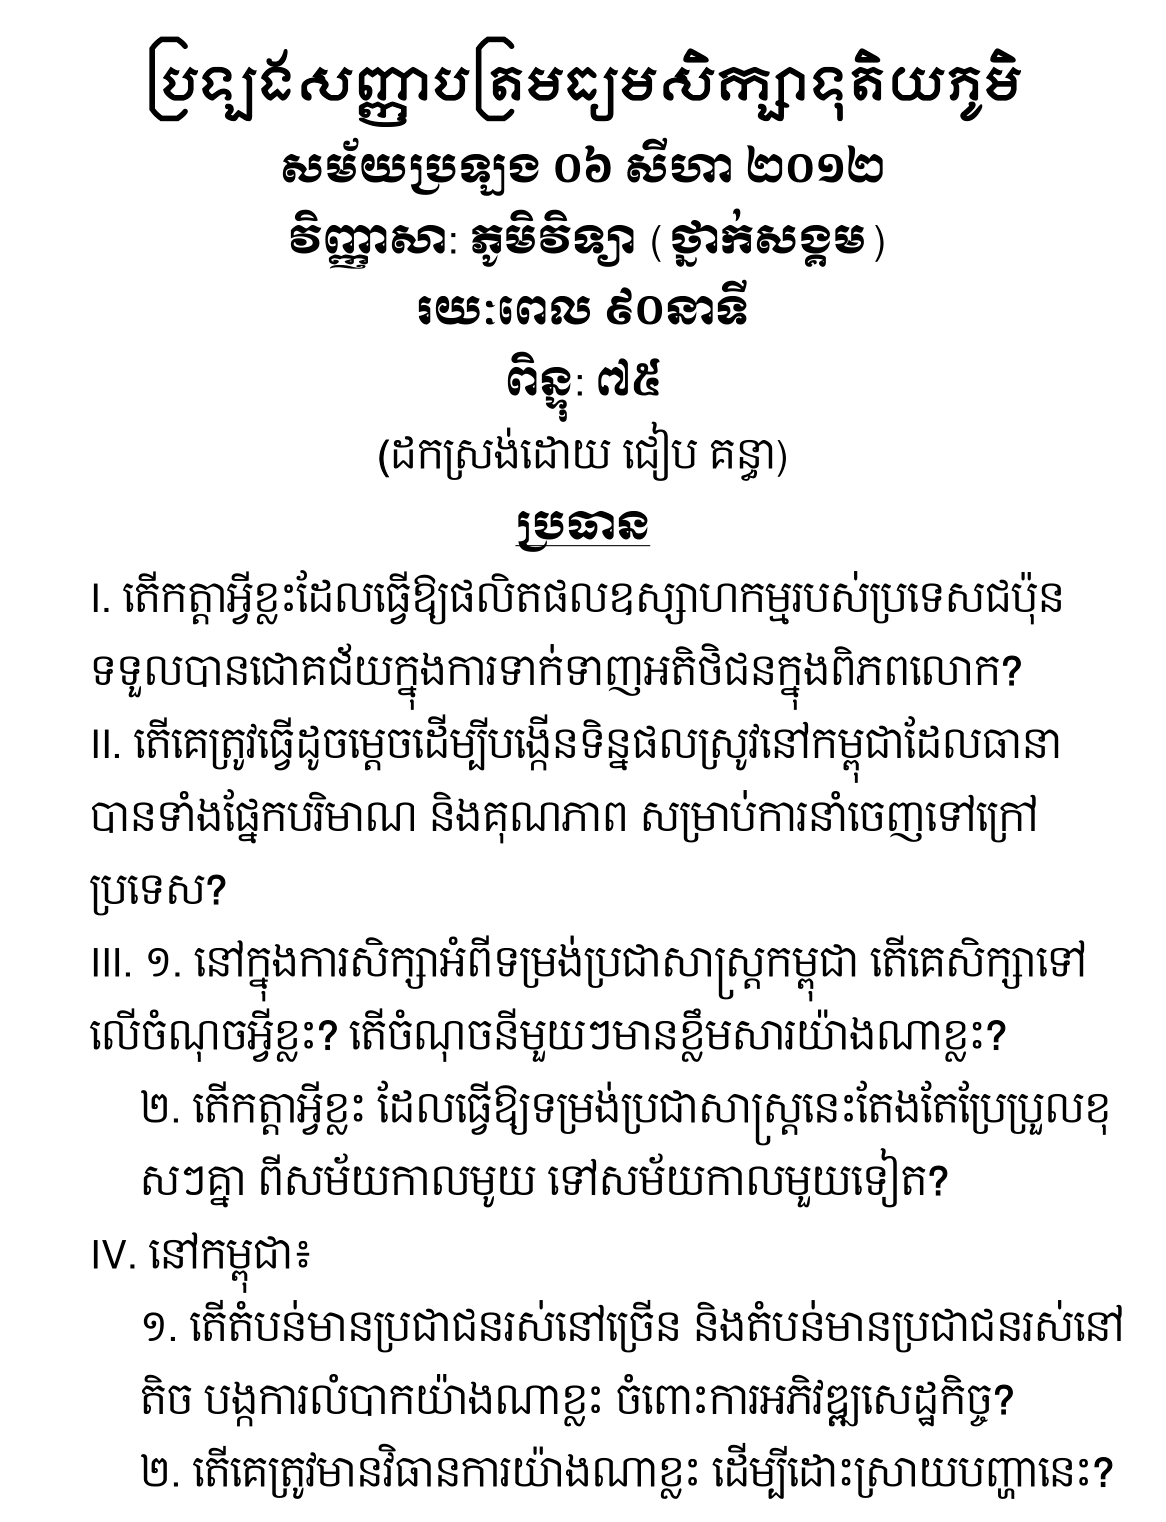 ប្រឡងសញ្ញាបត្រមធ្យមសិក្សាទុតិយភូមិ
សម័យប្រឡង ០៦ សីហា ២០១២
វិញ្ញាសា: ភូមិវិទ្យា (ថ្នាក់សង្គម)
រយៈពេល ៩០នាទី
ពិន្ទុ: ៧៥
(ដកស្រង់ដោយ ជៀប គន្ធា)
ប្រធាន
I. តើកត្តាអ្វីខ្លះដែលធ្វើឱ្យផលិតផលឧស្សាហកម្មរបស់ប្រទេសជប៉ុន
ទទួលបានជោគជ័យក្នុងការទាក់ទាញអតិថិជនក្នុងពិភពលោក?
II. តើគេត្រូវធ្វើដូចម្តេចដើម្បីបង្កើនទិន្នផលស្រូវនៅកម្ពុជាដែលធានា
បានទាំងផ្នែកបរិមាណ និងគុណភាព សម្រាប់ការនាំចេញទៅក្រៅ
ប្រទេស?
III. ១. នៅក្នុងការសិក្សាអំពីទម្រង់ប្រជាសាស្ត្រកម្ពុជា តើគេសិក្សាទៅ
លើចំណុចអ្វីខ្លះ? តើចំណុចនីមួយៗមានខ្លឹមសារយ៉ាងណាខ្លះ?
២. តើកត្តាអ្វីខ្លះ ដែលធ្វើឱ្យទម្រង់ប្រជាសាស្ត្រនេះតែងតែប្រែប្រួលខុ
សៗគ្នា ពីសម័យកាលមូយ ទៅសម័យកាលមួយទៀត?
IV. នៅកម្ពុជា៖
១. តើតំបន់មានប្រជាជនរស់នៅច្រើន និងតំបន់មានប្រជាជនរស់នៅ
តិច បង្កការលំបាកយ៉ាងណាខ្លះ ចំពោះការអភិវឌ្ឍសេដ្ឋកិច្ច?
២. តើគេត្រូវមានវិធានការយ៉ាងណាខ្លះ ដើម្បីដោះស្រាយបញ្ហានេះ?